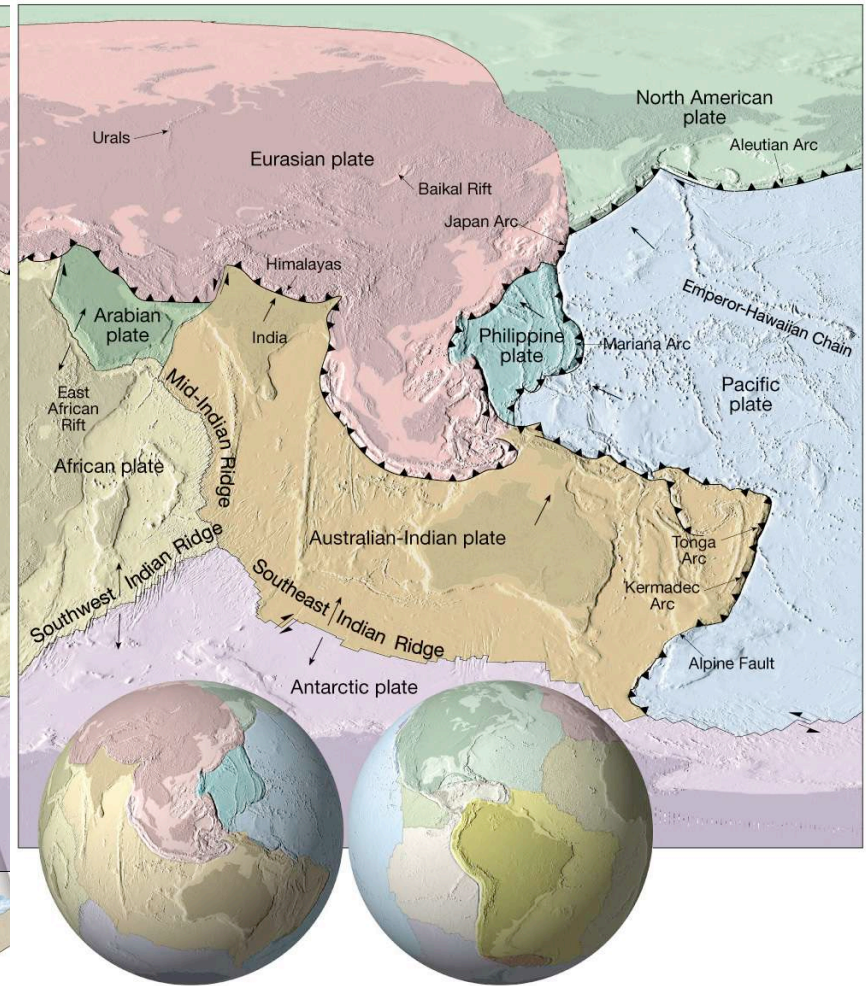 North American
plate
Urals
Aleutian Arc
Eurasian plate
Baikal Rift
Japan Arc
Himalayas
Emperor-Hawaiian Chain
Arabian
plate
India
Philippine
plate
Mariana Arc
Pacific
plate
East
African
Rift
Mid-Indian Ridge
African plate
Australian-Indian plate
Tonga
Arc
Southwest Indian Ridge
Southeast Indian Ridge
Kermadec
Arc
Alpine Fault
Antarctic plate